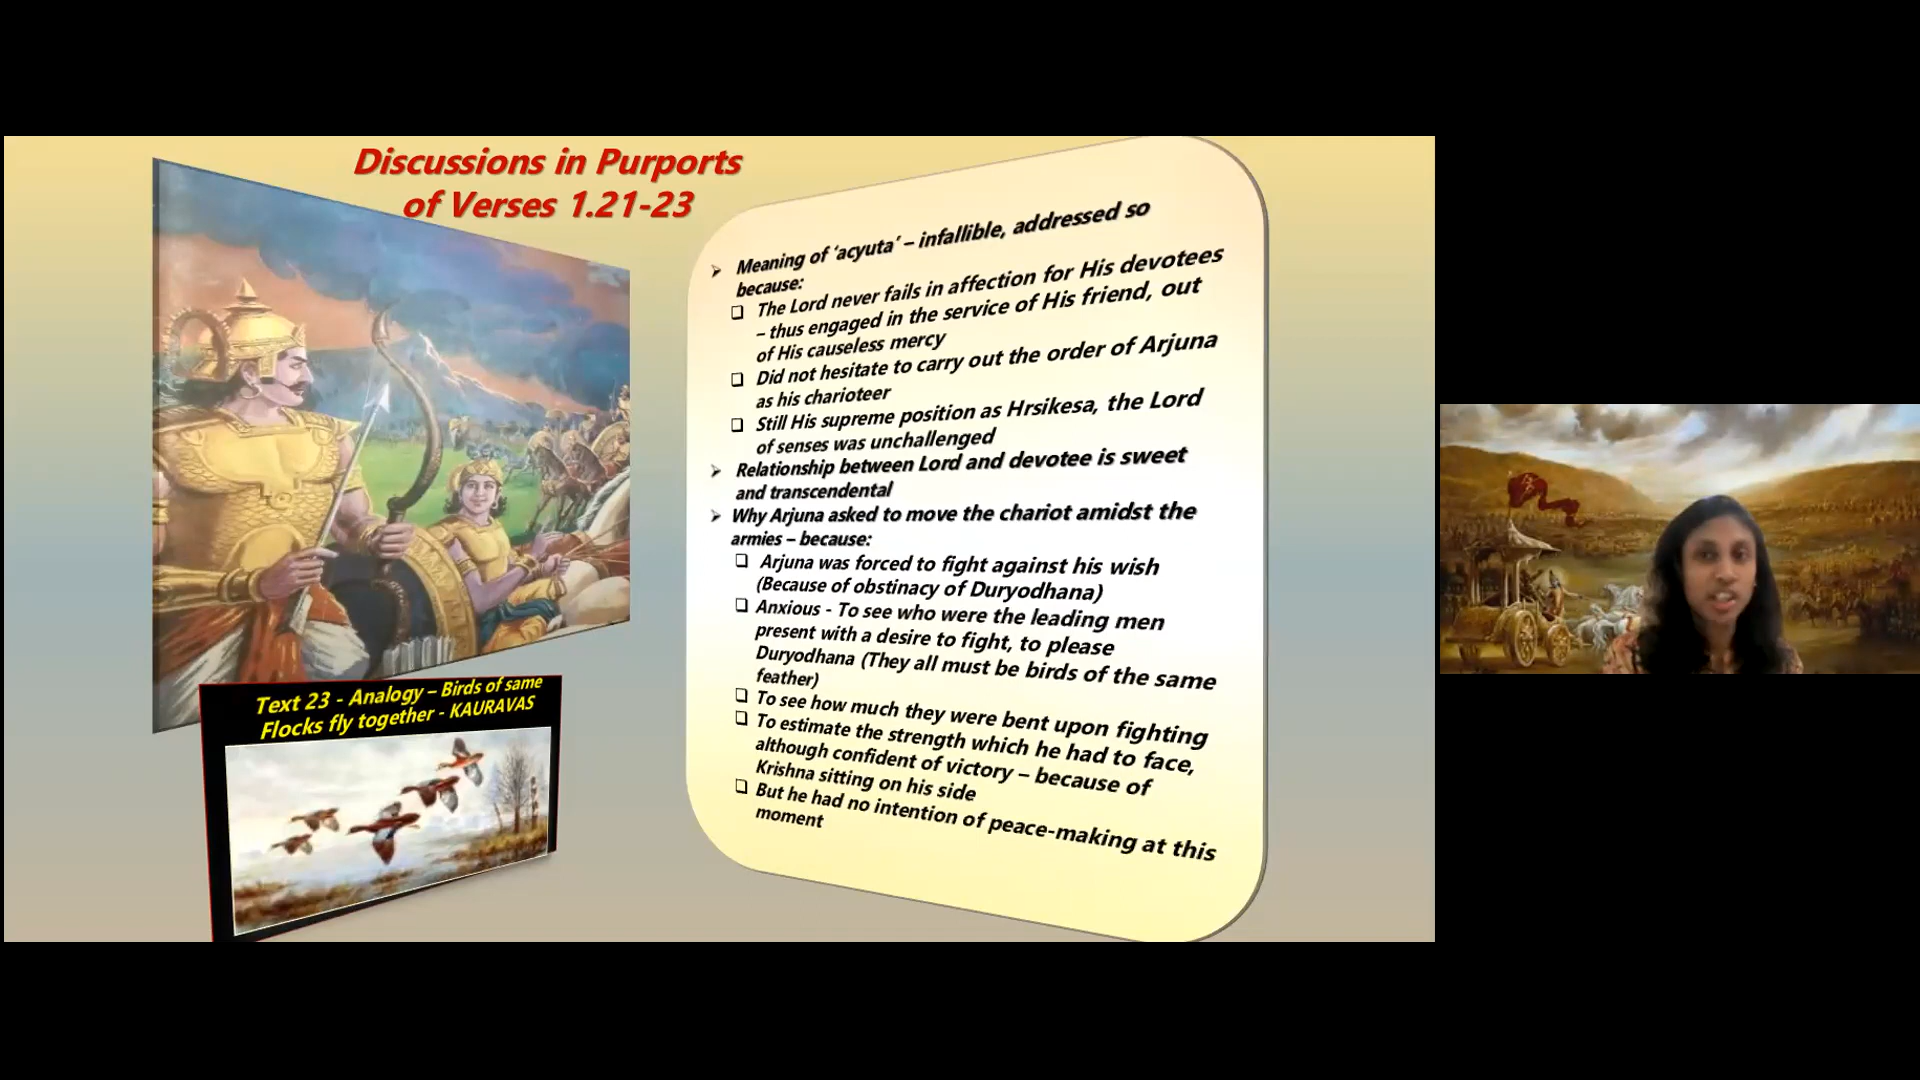 Discussions in Purports
of Verses 1.21-23
➢ Meaning of ‘acyuta’ – infallible, addressed so
because:
❑ The Lord never fails in affection for His devotees
– thus engaged in the service of His friend, out
of His causeless mercy
❑ Did not hesitate to carry out the order of Arjuna
as his charioteer
❑ Still His supreme position as Hrsikesa, the Lord
of senses was unchallenged
➢ Relationship between Lord and devotee is sweet
and transcendental
➢ Why Arjuna asked to move the chariot amidst the
armies – because:
❑ Arjuna was forced to fight against his wish
(Because of obstinacy of Duryodhana)
❑ Anxious - To see who were the leading men
present with a desire to fight, to please
Duryodhana (They all must be birds of the same
feather)
❑ To see how much they were bent upon fighting
❑ To estimate the strength which he had to face,
although confident of victory – because of
Krishna sitting on his side
❑ But he had no intention of peace-making at this
moment
Text 23 - Analogy – Birds of same
Flocks fly together - KAURAVAS